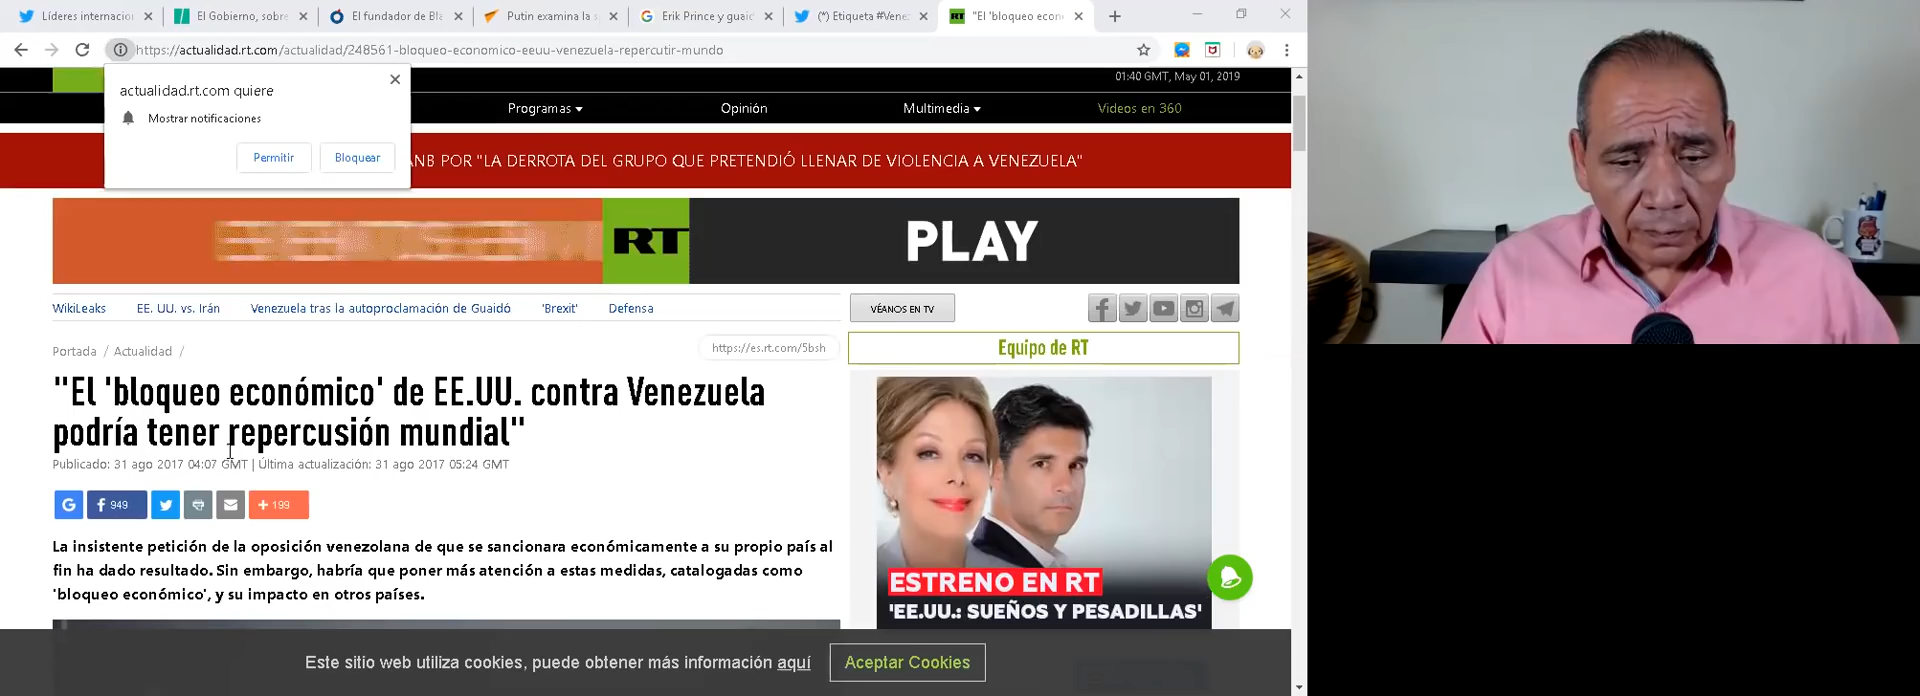 Líderes internacio
El Gobierno, sobre
El fundador de Bla
Putin examina la s
Erik Prince y guaid
(*) Etiqueta #Vene
"El 'bloqueo econ
https://actualidad.rt.com/actualidad/248561-bloqueo-economico-eeuu-venezuela-repercutir-mundo
actualidad.rt.com quiere
Mostrar notificaciones
Permitir
Bloquear
01:40 GMT, May 01, 2019
Programas
Opinión
Multimedia
Videos en 360
ANB POR "LA DERROTA DEL GRUPO QUE PRETENDIÓ LLENAR DE VIOLENCIA A VENEZUELA"
RT
PLAY
WikiLeaks
EE. UU. vs. Irán
Venezuela tras la autoproclamación de Guaidó
'Brexit'
Defensa
VÉANOS EN TV
Portada / Actualidad /
https://es.rt.com/5bsh
Equipo de RT
"El 'bloqueo económico' de EE.UU. contra Venezuela
podría tener repercusión mundial"
Publicado: 31 ago 2017 04:07 GMT | Última actualización: 31 ago 2017 05:24 GMT
949
199
La insistente petición de la oposición venezolana de que se sancionara económicamente a su propio país al
fin ha dado resultado. Sin embargo, habría que poner más atención a estas medidas, catalogadas como
'bloqueo económico', y su impacto en otros países.
ESTRENO EN RT
'EE.UU.: SUEÑOS Y PESADILLAS'
Este sitio web utiliza cookies, puede obtener más información aquí
Aceptar Cookies